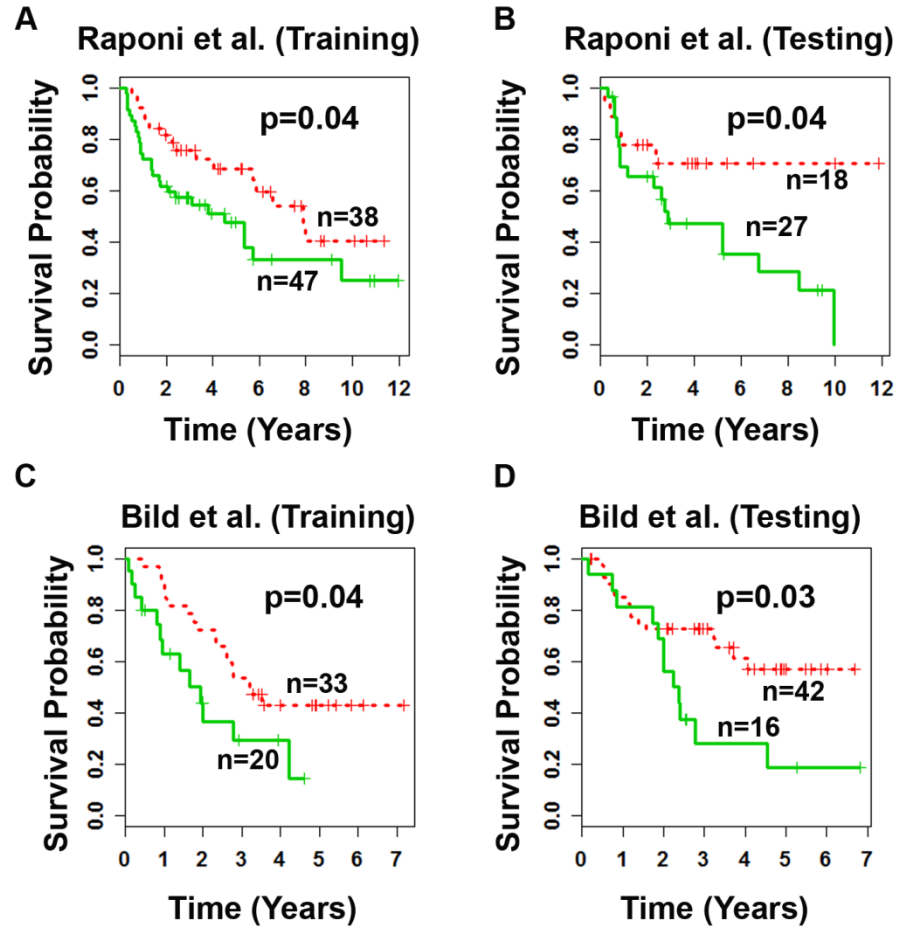 A
Raponi et al. (Training)
Survival Probability
1.0
0.8
0.6
0.4
0.2
0.0
p=0.04
n=38
n=47
0 2 4 6 8 10 12
Time (Years)
B
Raponi et al. (Testing)
Survival Probability
1.0
0.8
0.6
0.4
0.2
0.0
p=0.04
n=18
n=27
0 2 4 6 8 10 12
Time (Years)
C
Bild et al. (Training)
Survival Probability
1.0
0.8
0.6
0.4
0.2
0.0
p=0.04
n=33
n=20
0 1 2 3 4 5 6 7
Time (Years)
D
Bild et al. (Testing)
Survival Probability
1.0
0.8
0.6
0.4
0.2
0.0
p=0.03
n=42
n=16
0 1 2 3 4 5 6 7
Time (Years)